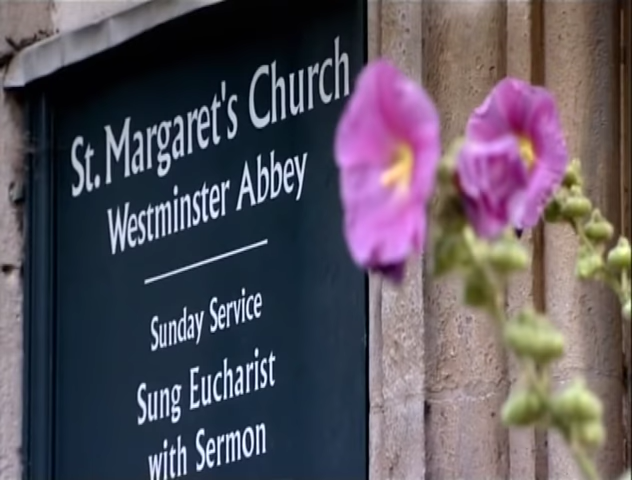 St. Margaret's Church
Westminster Abbey
Sunday Service
Sung Eucharist
with Sermon